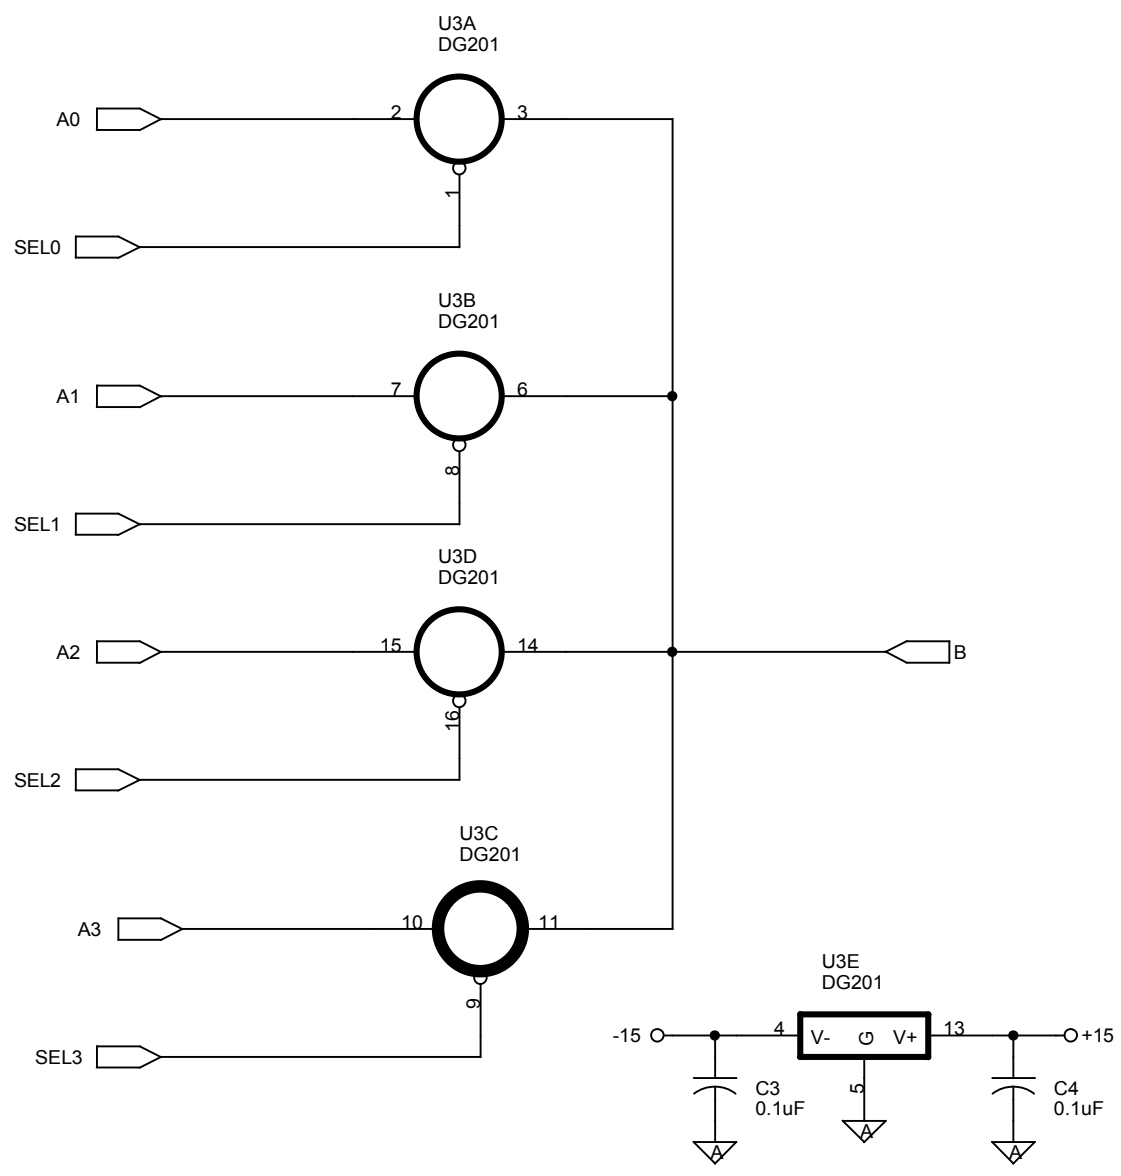 U3A
DG201
A0
2
3
1
SEL0
U3B
DG201
A1
7
6
8
SEL1
U3D
DG201
A2
15
14
B
16
SEL2
U3C
DG201
A3
10
11
9
SEL3
U3E
DG201
-15
4
V-
G
V+
13
+15
5
C3
0.1uF
C4
0.1uF
A
A
A